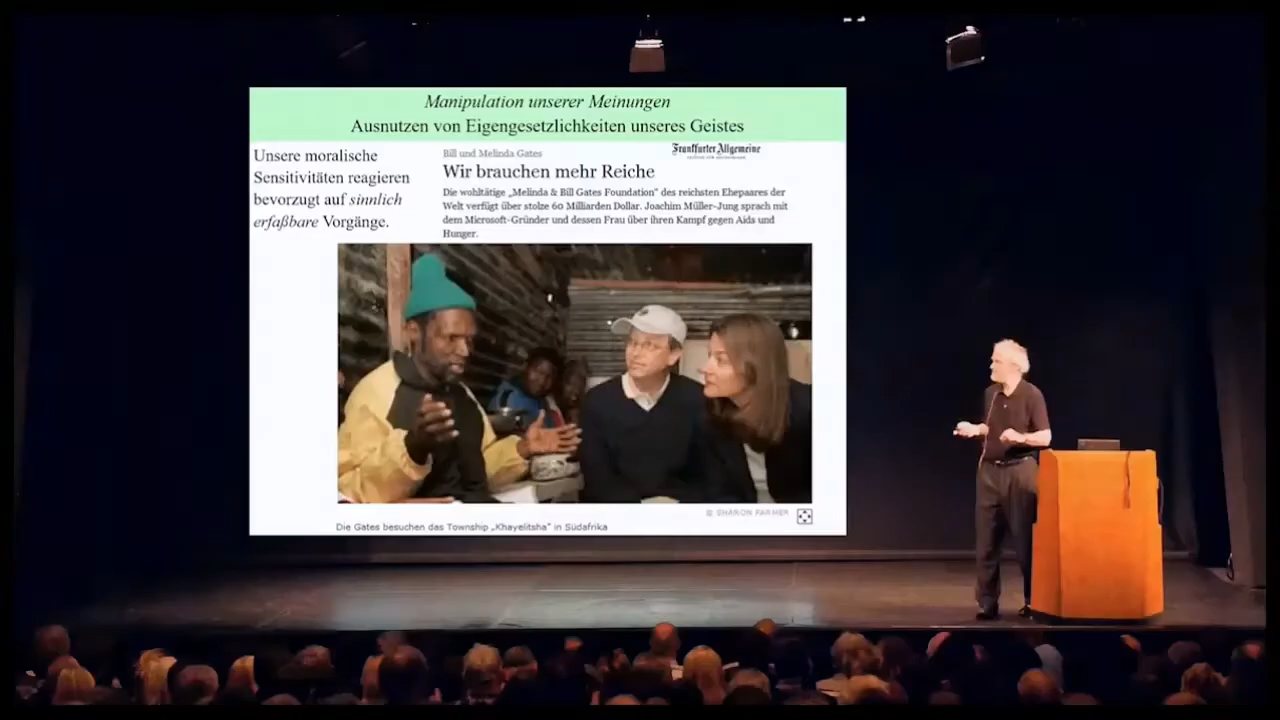 Manipulation unserer Meinungen
Ausnutzen von Eigengesetzlichkeiten unseres Geistes
Unsere moralische
Sensitivitäten reagieren
bevorzugt auf sinnlich
erfaßbare Vorgänge.
Frankfurter Allgemeine
Bill und Melinda Gates
Wir brauchen mehr Reiche
Die wohltätige „Melinda & Bill Gates Foundation" des reichsten Ehepaares der
Welt verfügt über stolze 60 Milliarden Dollar. Joachim Müller-Jung sprach mit
dem Microsoft-Gründer und dessen Frau über ihren Kampf gegen Aids und
Hunger.
© SHARON FARMER
Die Gates besuchen das Township „Khayelitsha" in Südafrika